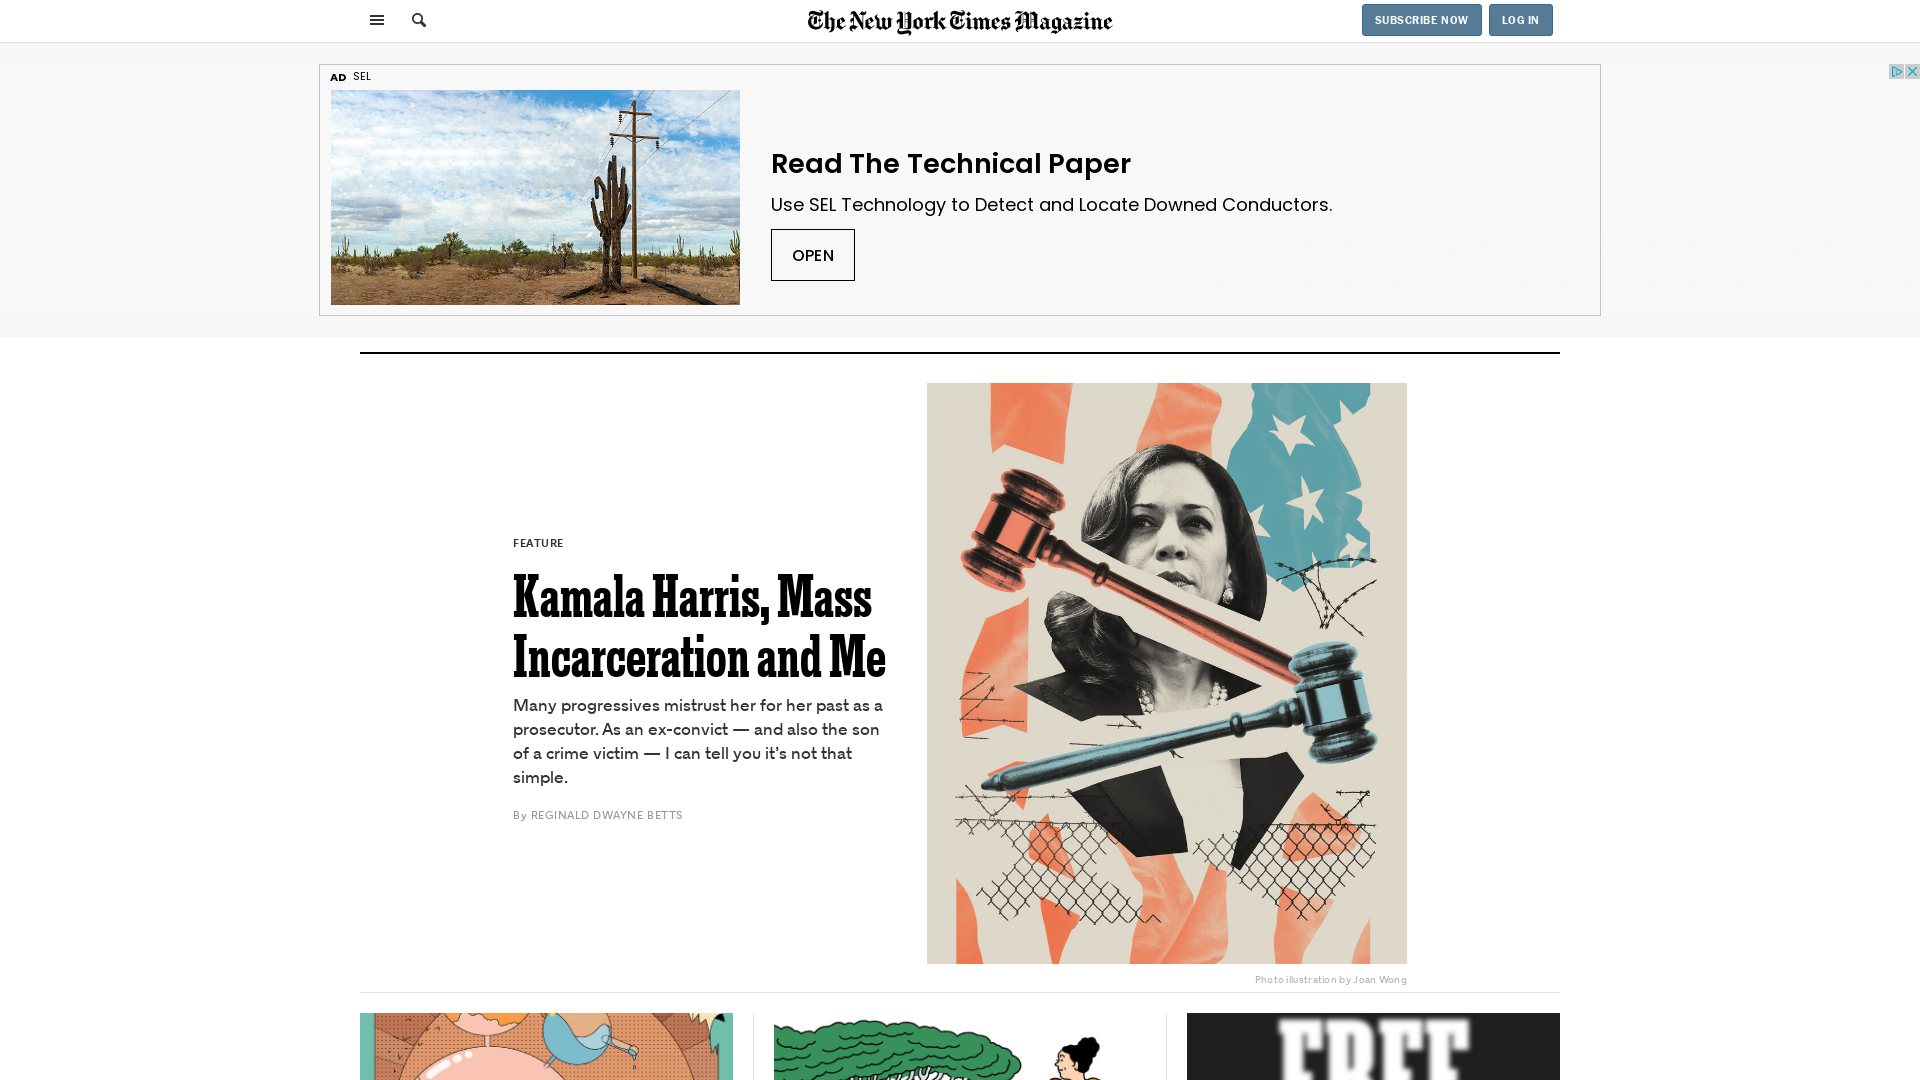 The New York Times Magazine
SUBSCRIBE NOW
LOG IN
AD SEL
Read The Technical Paper
Use SEL Technology to Detect and Locate Downed Conductors.
OPEN
FEATURE
Kamala Harris, Mass
Incarceration and Me
Many progressives mistrust her for her past as a
prosecutor. As an ex-convict — and also the son
of a crime victim — I can tell you it’s not that
simple.
By REGINALD DWAYNE BETTS
Photo illustration by Joan Wong
FREE